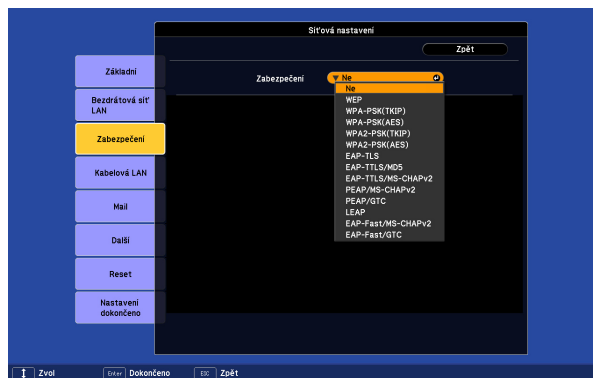 Síťová nastavení
Zpět
Základní
Bezdrátová síť
LAN
Zabezpečení
Kabelová LAN
Mail
Další
Reset
Nastavení
dokončeno
Zabezpečení
Ne
Ne
WEP
WPA-PSK(TKIP)
WPA-PSK(AES)
WPA2-PSK(TKIP)
WPA2-PSK(AES)
EAP-TLS
EAP-TTLS/MD5
EAP-TTLS/MS-CHAPv2
PEAP/MS-CHAPv2
PEAP/GTC
LEAP
EAP-Fast/MS-CHAPv2
EAP-Fast/GTC
Zvol Enter Dokončeno ESC Zpět